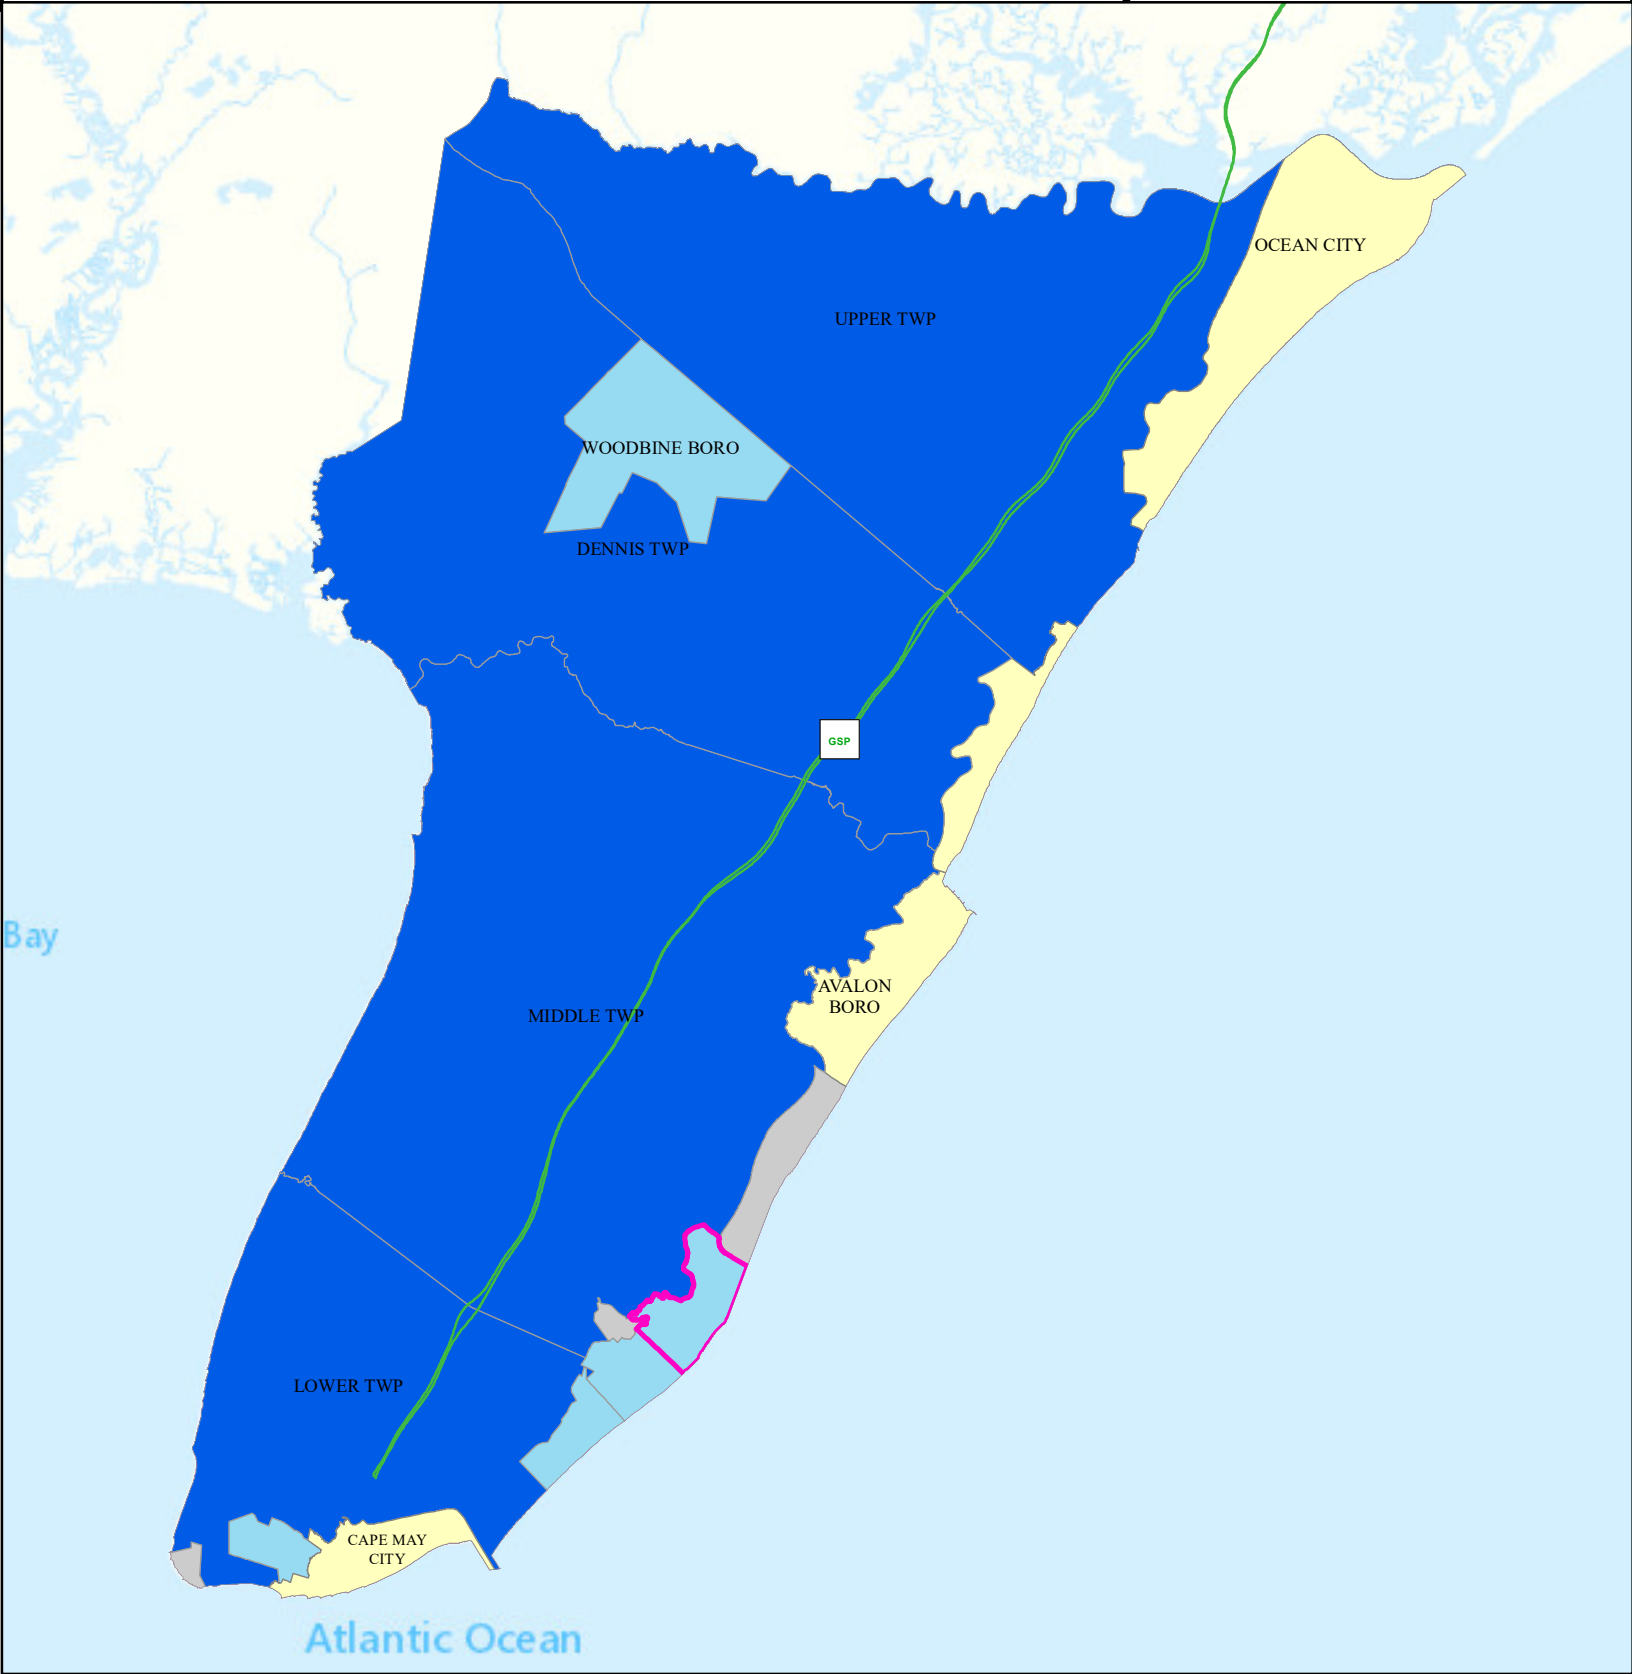 OCEAN CITY
UPPER TWP
WOODBINE BORO
DENNIS TWP
GSP
Bay
AVALON
BORO
MIDDLE TWP
LOWER TWP
CAPE MAY
CITY
Atlantic Ocean